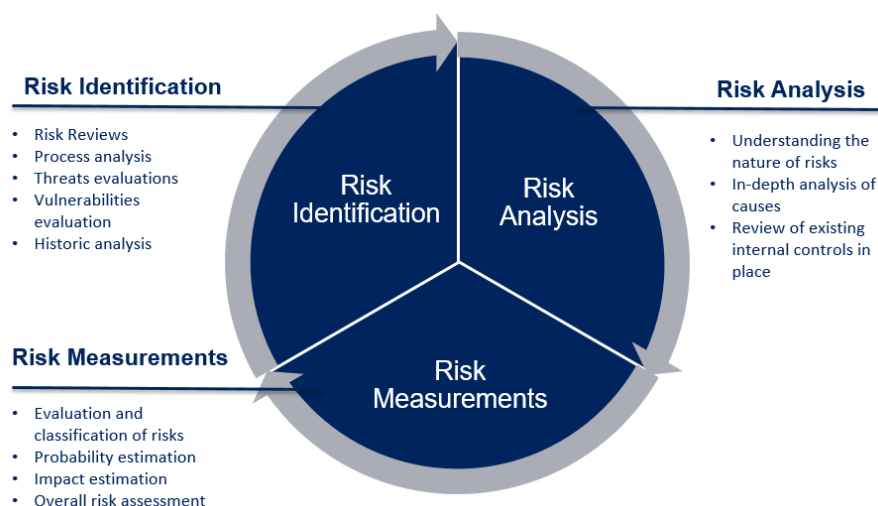 Risk Identification
• Risk Reviews
• Process analysis
• Threats evaluations
• Vulnerabilities
evaluation
• Historic analysis
Risk Analysis
• Understanding the
nature of risks
• In-depth analysis of
causes
• Review of existing
internal controls in
place
Risk
Identification
Risk
Analysis
Risk
Measurements
Risk Measurements
• Evaluation and
classification of risks
• Probability estimation
• Impact estimation
• Overall risk assessment